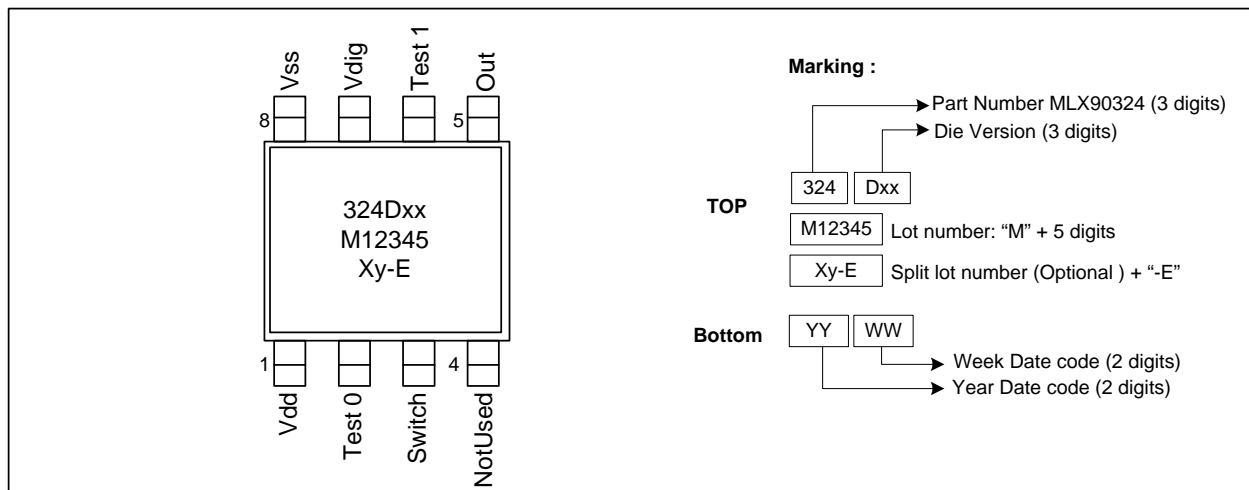 Vss
Vdig
Test 1
Out
8
5
324Dxx
M12345
Xy-E
1
4
Vdd
Test 0
Switch
NotUsed
Marking :
Part Number MLX90324 (3 digits)
Die Version (3 digits)
TOP
324 Dxx
M12345 Lot number: “M” + 5 digits
Xy-E Split lot number (Optional ) + “-E”
Bottom YY WW
Week Date code (2 digits)
Year Date code (2 digits)